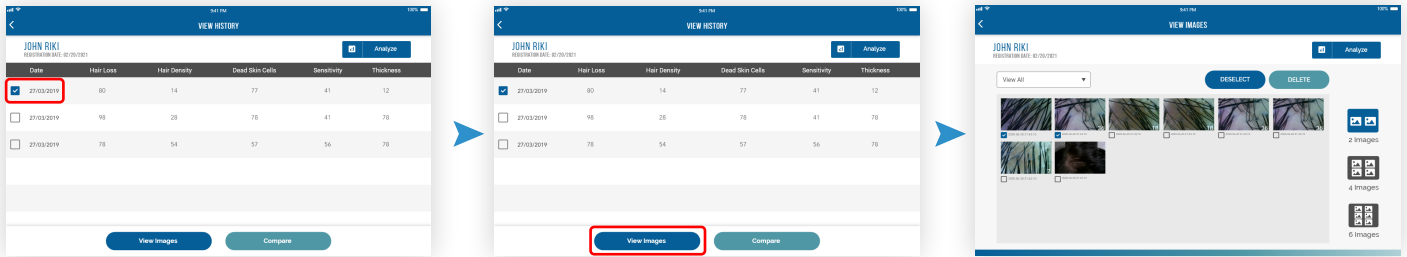 9:41 PM 100%
VIEW HISTORY
JOHN RIKI
REGISTRATION DATE: 02/20/2021
Analyze
Date Hair Loss Hair Density Dead Skin Cells Sensitivity Thickness
27/03/2019 80 14 77 41 12
27/03/2019 98 28 78 41 78
27/03/2019 78 54 57 56 78
View Images Compare
9:41 PM 100%
VIEW HISTORY
JOHN RIKI
REGISTRATION DATE: 02/20/2021
Analyze
Date Hair Loss Hair Density Dead Skin Cells Sensitivity Thickness
27/03/2019 80 14 77 41 12
27/03/2019 98 28 78 41 78
27/03/2019 78 54 57 56 78
View Images Compare
9:41 PM 100%
VIEW IMAGES
JOHN RIKI
REGISTRATION DATE: 02/20/2021
Analyze
View All DESELECT DELETE
2 Images
4 Images
6 Images